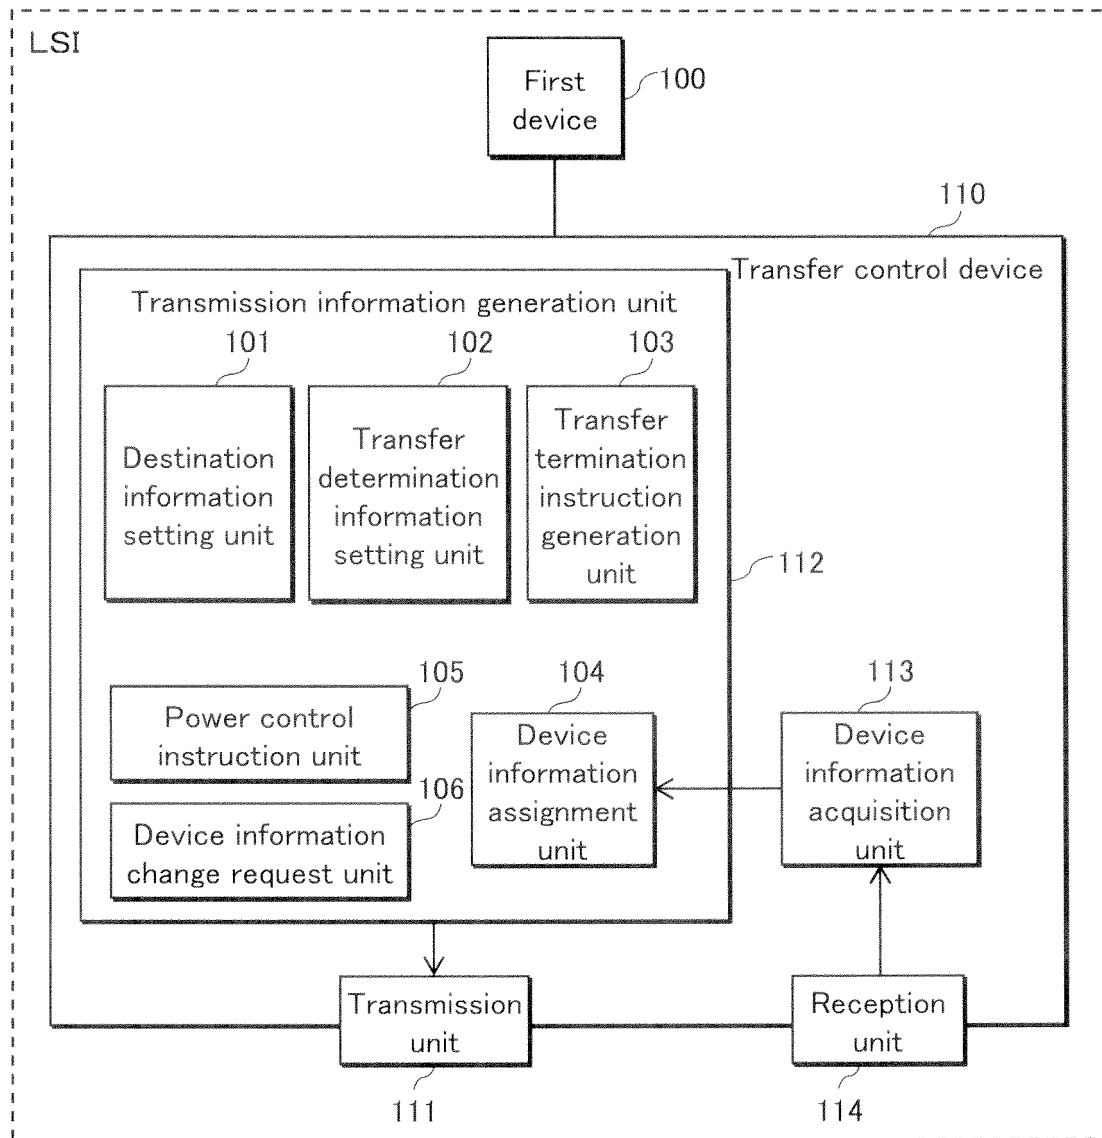 LSI
First
device
100
110
Transfer control device
Transmission information generation unit
101
102
103
Destination
information
setting unit
Transfer
determination
information
setting unit
Transfer
termination
instruction
generation
unit
112
105
104
113
Power control
instruction unit
Device
information
assignment
unit
Device
information
acquisition
unit
106
Device information
change request unit
Transmission
unit
Reception
unit
111
114